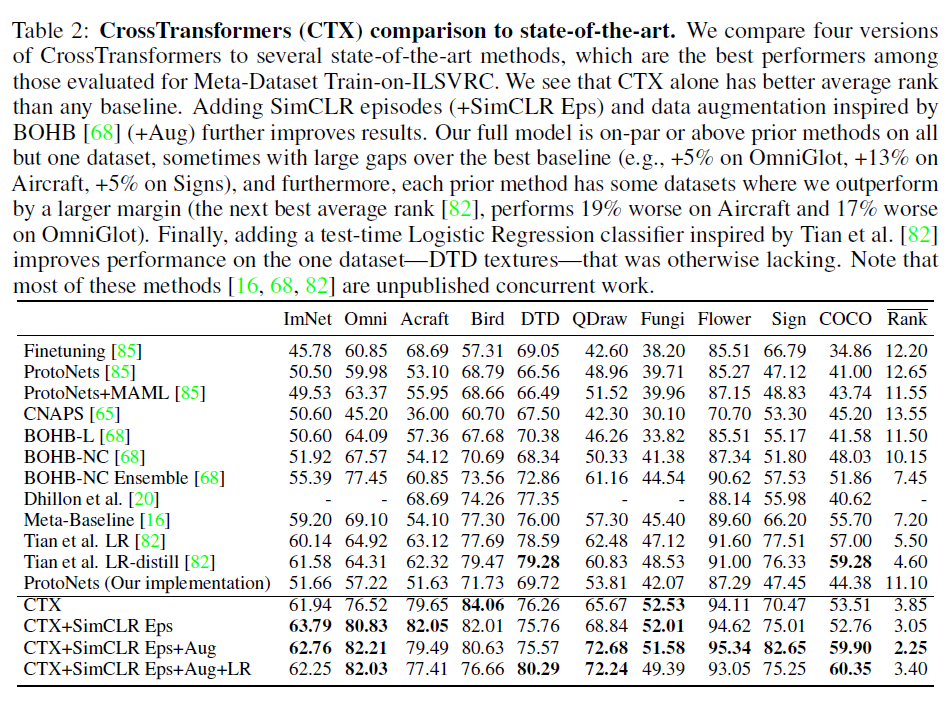 Table 2: CrossTransformers (CTX) comparison to state-of-the-art. We compare four versions
of CrossTransformers to several state-of-the-art methods, which are the best performers among
those evaluated for Meta-Dataset Train-on-ILSVRC. We see that CTX alone has better average rank
than any baseline. Adding SimCLR episodes (+SimCLR Eps) and data augmentation inspired by
BOHB [68] (+Aug) further improves results. Our full model is on-par or above prior methods on all
but one dataset, sometimes with large gaps over the best baseline (e.g., +5% on OmniGlot, +13% on
Aircraft, +5% on Signs), and furthermore, each prior method has some datasets where we outperform
by a larger margin (the next best average rank [82], performs 19% worse on Aircraft and 17% worse
on OmniGlot). Finally, adding a test-time Logistic Regression classifier inspired by Tian et al. [82]
improves performance on the one dataset—DTD textures—that was otherwise lacking. Note that
most of these methods [16, 68, 82] are unpublished concurrent work.
ImNet Omni Acraft Bird DTD QDraw Fungi Flower Sign COCO Rank
Finetuning [85] 45.78 60.85 68.69 57.31 69.05 42.60 38.20 85.51 66.79 34.86 12.20
ProtoNets [85] 50.50 59.98 53.10 68.79 66.56 48.96 39.71 85.27 47.12 41.00 12.65
ProtoNets+MAML [85] 49.53 63.37 55.95 68.66 66.49 51.52 39.96 87.15 48.83 43.74 11.55
CNAPS [65] 50.60 45.20 36.00 60.70 67.50 42.30 30.10 70.70 53.30 45.20 13.55
BOHB-L [68] 50.60 64.09 57.36 67.68 70.38 46.26 33.82 85.51 55.17 41.58 11.50
BOHB-NC [68] 51.92 67.57 54.12 70.69 68.34 50.33 41.38 87.34 51.80 48.03 10.15
BOHB-NC Ensemble [68] 55.39 77.45 60.85 73.56 72.86 61.16 44.54 90.62 57.53 51.86 7.45
Dhillon et al. [20] - - 68.69 74.26 77.35 - - 88.14 55.98 40.62 -
Meta-Baseline [16] 59.20 69.10 54.10 77.30 76.00 57.30 45.40 89.60 66.20 55.70 7.20
Tian et al. LR [82] 60.14 64.92 63.12 77.69 78.59 62.48 47.12 91.60 77.51 57.00 5.50
Tian et al. LR-distill [82] 61.58 64.31 62.32 79.47 79.28 60.83 48.53 91.00 76.33 59.28 4.60
ProtoNets (Our implementation) 51.66 57.22 51.63 71.73 69.72 53.81 42.07 87.29 47.45 44.38 11.10
CTX 61.94 76.52 79.65 84.06 76.26 65.67 52.53 94.11 70.47 53.51 3.85
CTX+SimCLR Eps 63.79 80.83 82.05 82.01 75.76 68.84 52.01 94.62 75.01 52.76 3.05
CTX+SimCLR Eps+Aug 62.76 82.21 79.49 80.63 75.57 72.68 51.58 95.34 82.65 59.90 2.25
CTX+SimCLR Eps+Aug+LR 62.25 82.03 77.41 76.66 80.29 72.24 49.39 93.05 75.25 60.35 3.40